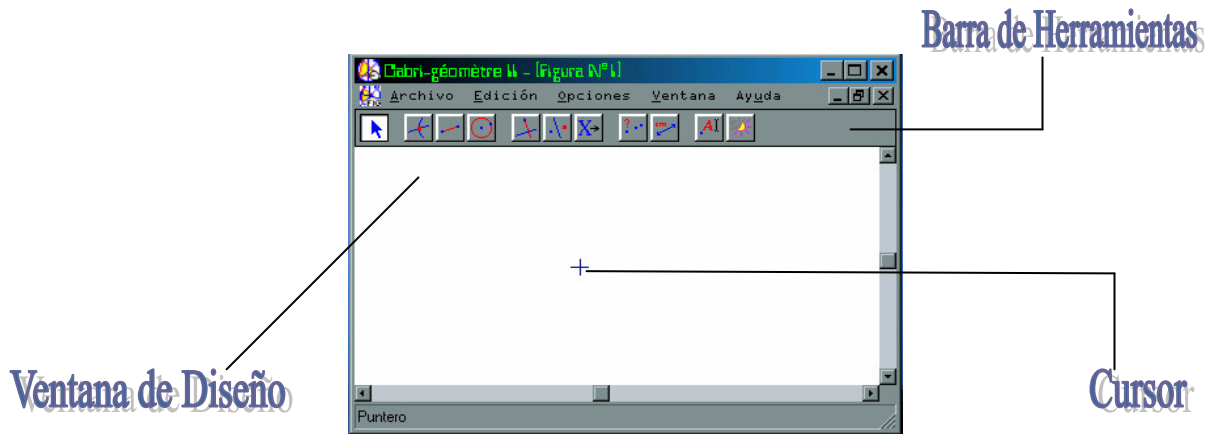 Barra de Herramientas
Cabri-géomètre II - [Figura Nº1]
Archivo Edición Opciones Ventana Ayuda
Ventana de Diseño
Cursor
Puntero